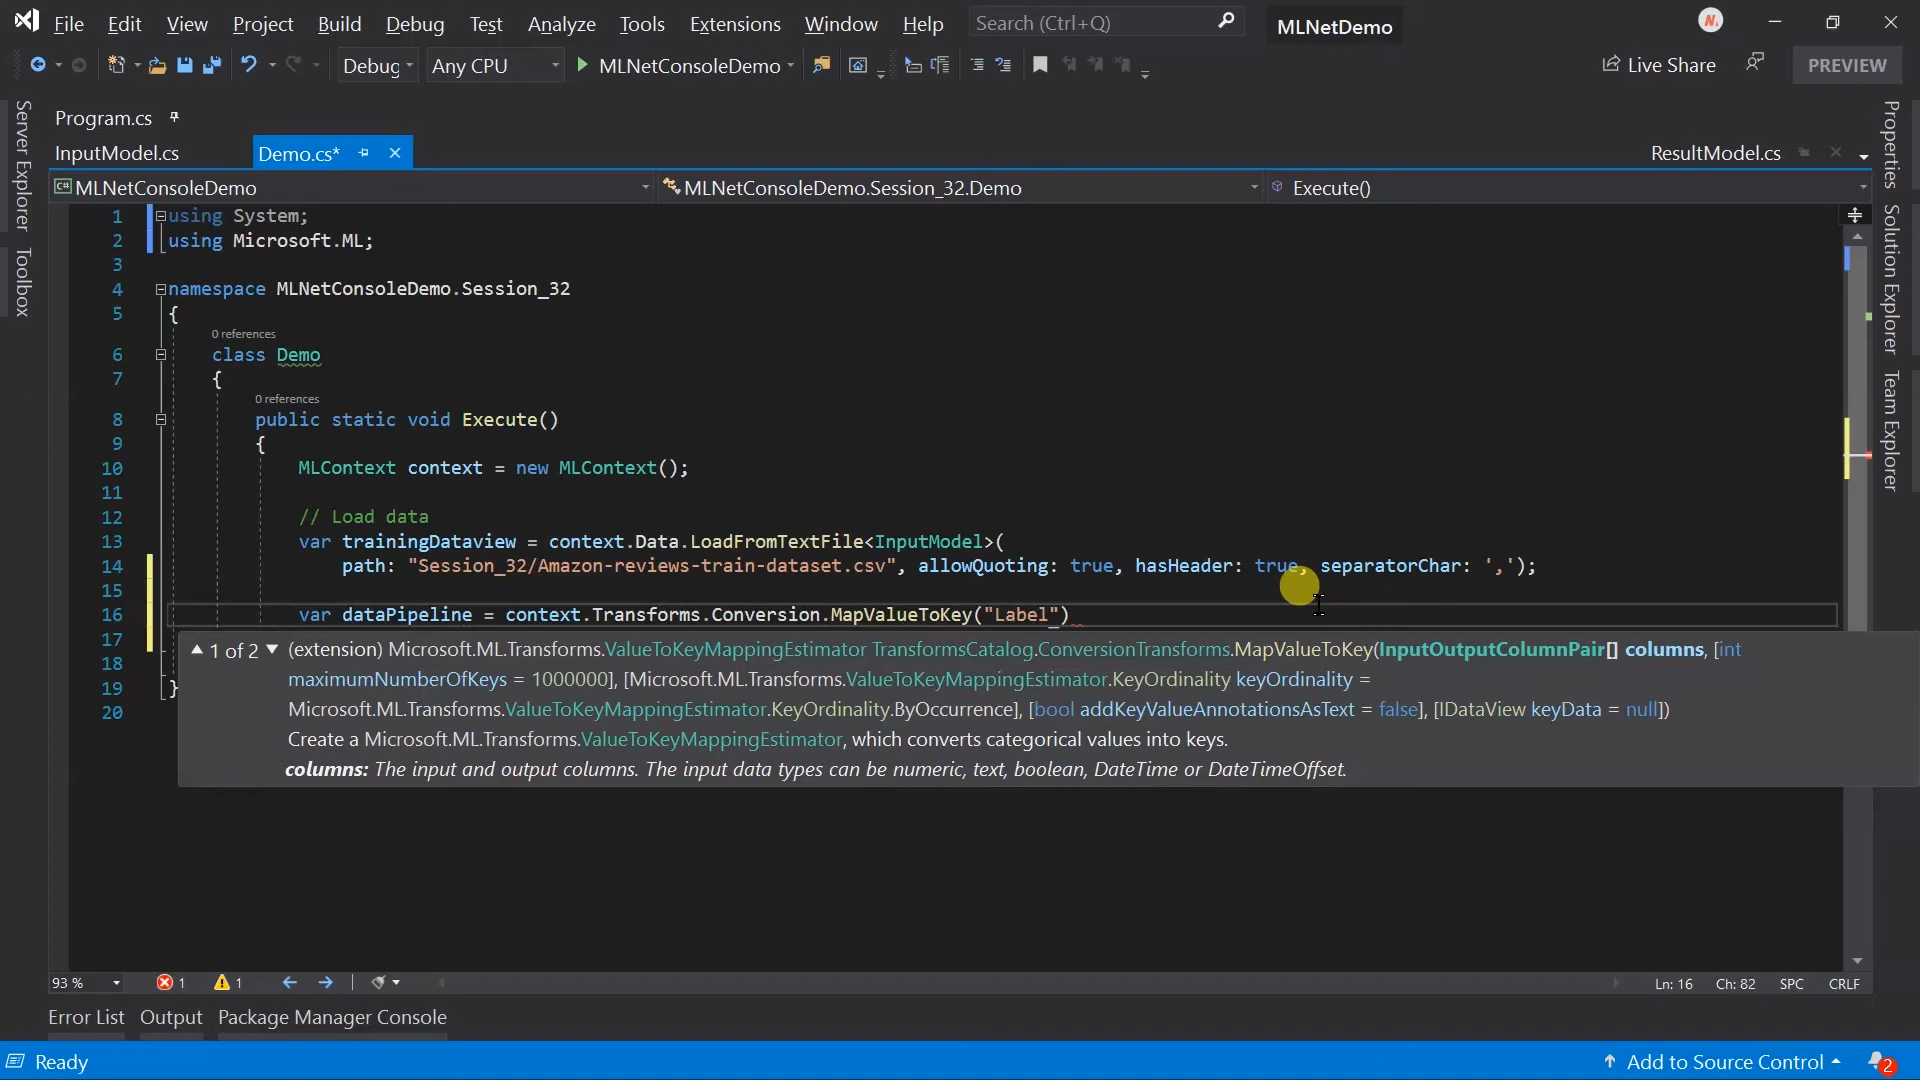 File Edit View Project Build Debug Test Analyze Tools Extensions Window Help Search (Ctrl+Q) MLNetDemo
Debug Any CPU MLNetConsoleDemo Live Share PREVIEW
Server Explorer
Toolbox
Program.cs
InputModel.cs Demo.cs* ResultModel.cs
MLNetConsoleDemo MLNetConsoleDemo.Session_32.Demo Execute()
1 using System;
2 using Microsoft.ML;
3
4 namespace MLNetConsoleDemo.Session_32
5 {
0 references
6 class Demo
7 {
0 references
8 public static void Execute()
9 {
10 MLContext context = new MLContext();
11
12 // Load data
13 var trainingDataview = context.Data.LoadFromTextFile<InputModel>(
14 path: "Session_32/Amazon-reviews-train-dataset.csv", allowQuoting: true, hasHeader: true, separatorChar: ',');
15
16 var dataPipeline = context.Transforms.Conversion.MapValueToKey("Label_")
17
18
19 }
20
1 of 2 (extension) Microsoft.ML.Transforms.ValueToKeyMappingEstimator TransformsCatalog.ConversionTransforms.MapValueToKey(InputOutputColumnPair[] columns, [int
maximumNumberOfKeys = 1000000], [Microsoft.ML.Transforms.ValueToKeyMappingEstimator.KeyOrdinality keyOrdinality =
Microsoft.ML.Transforms.ValueToKeyMappingEstimator.KeyOrdinality.ByOccurrence], [bool addKeyValueAnnotationsAsText = false], [IDataView keyData = null])
Create a Microsoft.ML.Transforms.ValueToKeyMappingEstimator, which converts categorical values into keys.
columns: The input and output columns. The input data types can be numeric, text, boolean, DateTime or DateTimeOffset.
Properties
Solution Explorer
Team Explorer
93 % 1 1 Ln: 16 Ch: 82 SPC CRLF
Error List Output Package Manager Console
Ready Add to Source Control 2